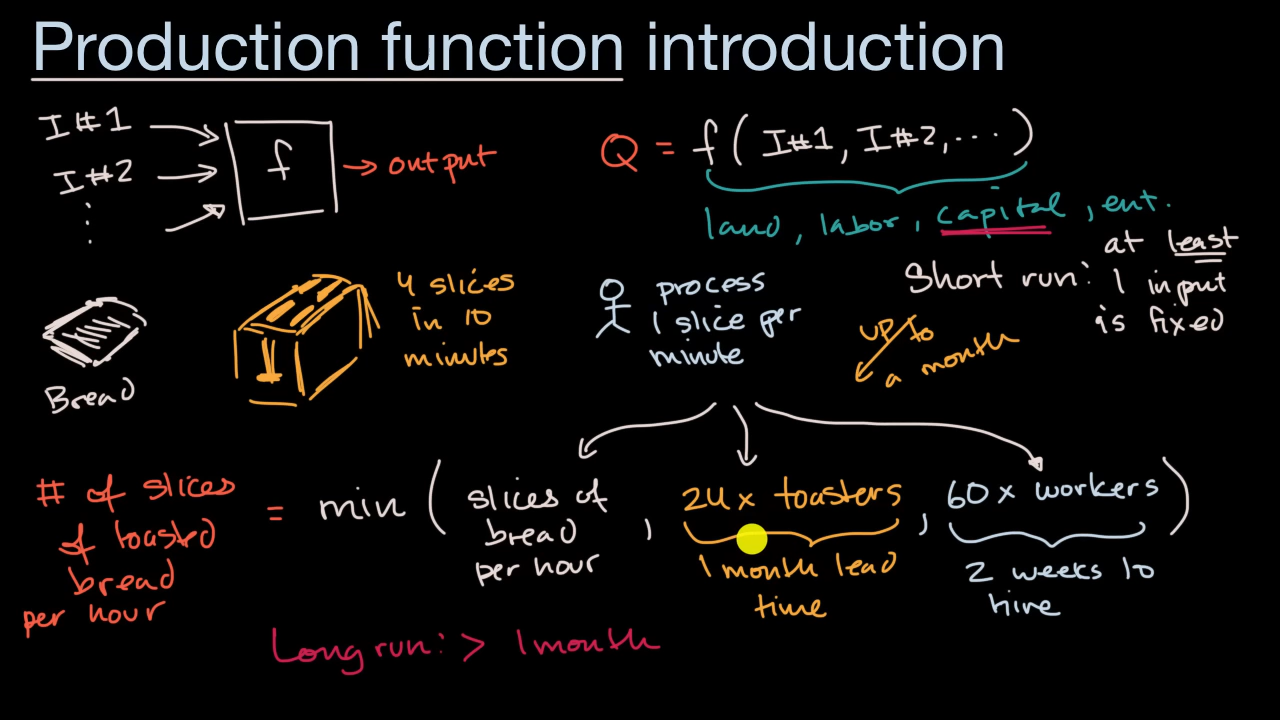 Production function introduction
I#1
I#2
f
→ output
Q = f ( I#1, I#2, ... )
land, labor, capital, ent.
Short run: at least
1 input
is fixed
up to
a month
Bread
4 slices
in 10
minutes
process
1 slice per
minute
# of slices
of toasted
bread
per hour
= min (
slices of
bread
per hour
,
24 x toasters
1 month lead
time
,
60 x workers
2 weeks to
hire
)
Long run: > 1 month